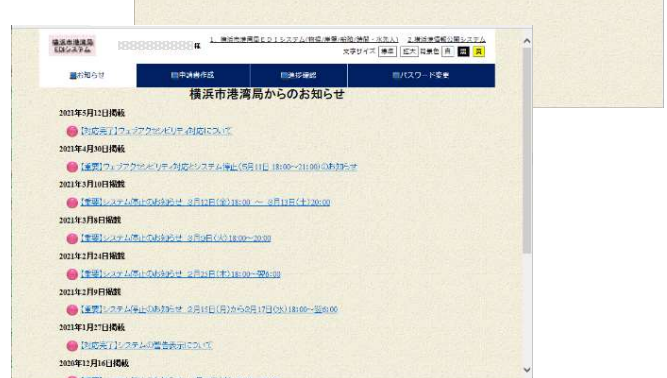 横浜市港湾局
EDIシステム
様
1. 横浜市港湾局EDIシステム(岸壁/船舶/
2. 横浜港情報公開システム
文字サイズ 標準 拡大 背景色 白 黒 黄
お知らせ 申請書作成 進捗確認 パスワード変更
横浜市港湾局からのお知らせ
2021年5月12日掲載
【対応完了】ウェブアクセシビリティ対応について
2021年4月30日掲載
【重要】ウェブアクセシビリティ対応とシステム停止(5月11日 18:00~21:00)のお知らせ
2021年3月10日掲載
【重要】システム停止のお知らせ 3月12日(金)18:00 ~ 3月13日(土)20:00
2021年3月8日掲載
【重要】システム停止のお知らせ 3月9日(火)18:00~20:00
2021年2月24日掲載
【重要】システム停止のお知らせ 2月25日(木)18:00~翌6:00
2021年2月9日掲載
【重要】システム停止のお知らせ 2月15日(月)から2月17日(水)18:00~翌6:00
2021年1月27日掲載
【対応完了】システムの警告表示について
2020年12月16日掲載